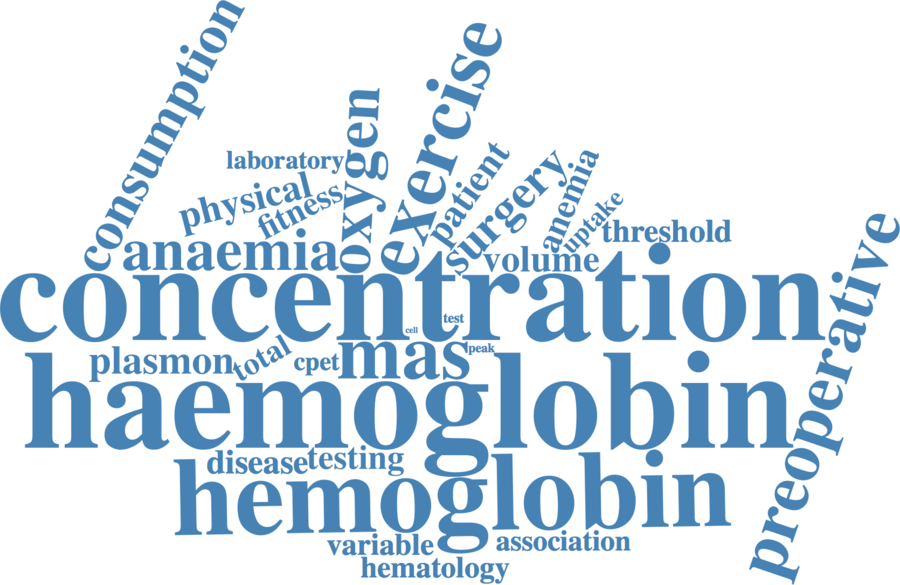 consumption
exercise
oxygen
laboratory
patient
surgery
anemia
physical
fitness
uptake
threshold
anaemia
volume
preoperative
concentration
test
cell
mas
peak
plasmon
total
cpet
haemoglobin
disease
testing
hemoglobin
variable
association
hematology